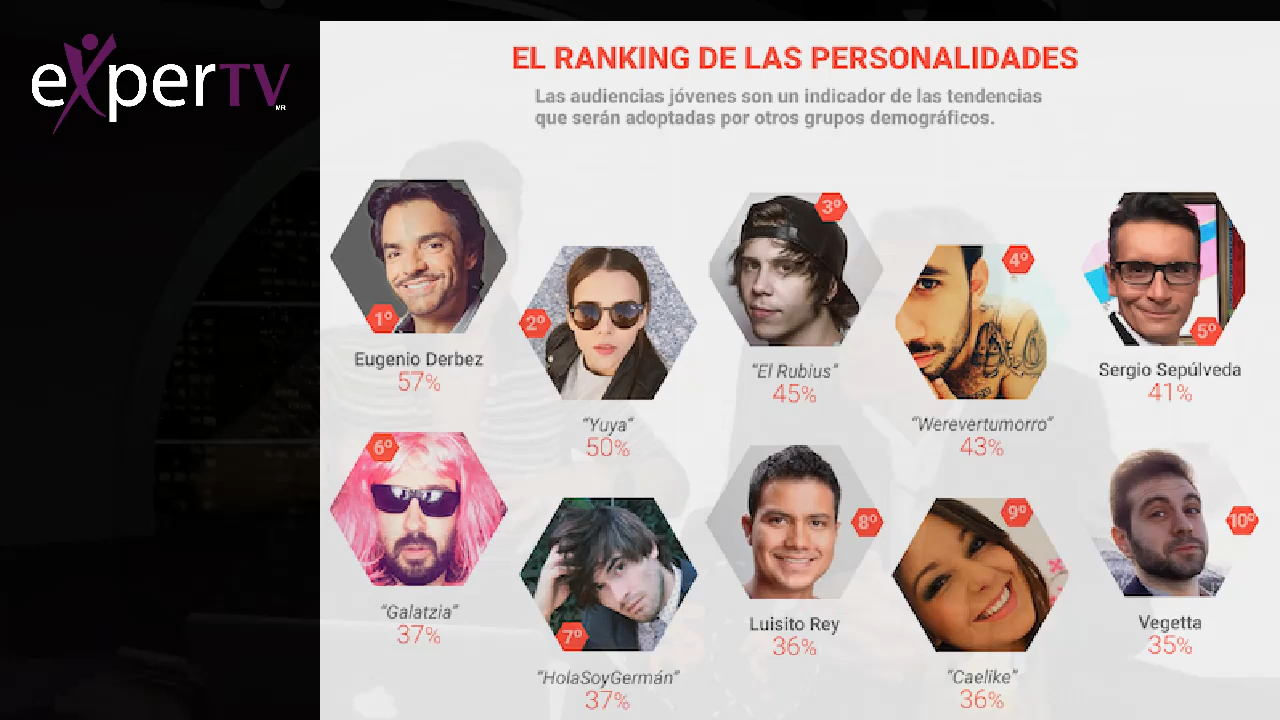 eXperTV
MR
EL RANKING DE LAS PERSONALIDADES
Las audiencias jóvenes son un indicador de las tendencias
que serán adoptadas por otros grupos demográficos.
1º
Eugenio Derbez
57%
2º
“Yuya”
50%
3º
“El Rubius”
45%
4º
“Werevertumorro”
43%
5º
Sergio Sepúlveda
41%
6º
“Galatzia”
37%
7º
“HolaSoyGermán”
37%
8º
Luisito Rey
36%
9º
“Caelike”
36%
10º
Vegetta
35%